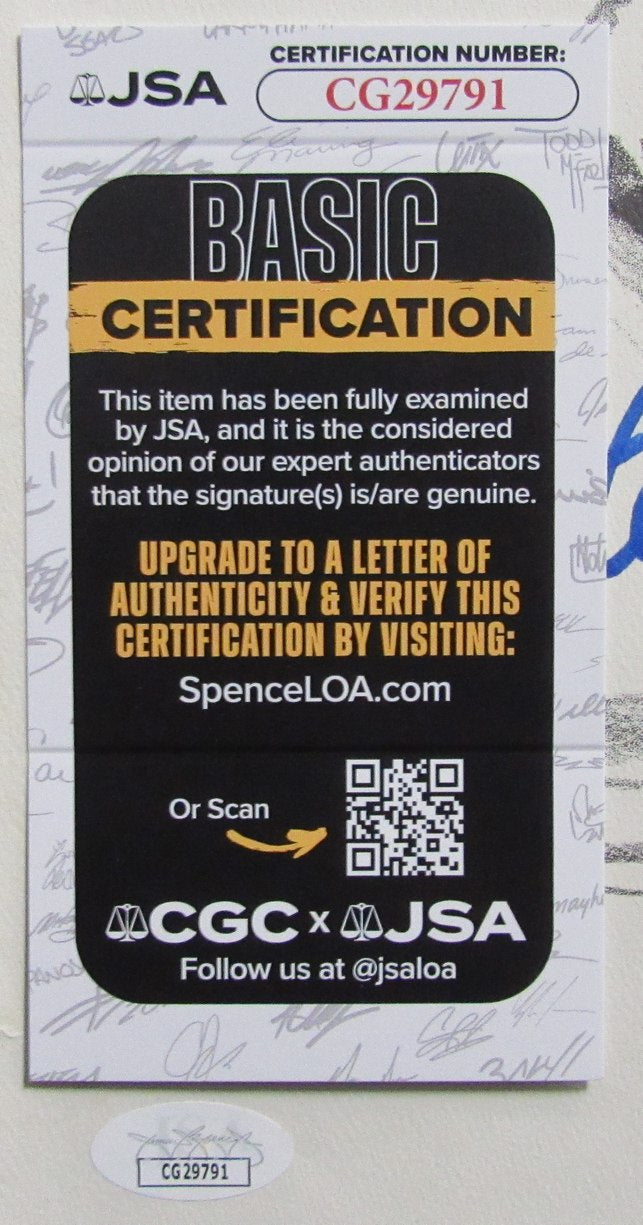 CERTIFICATION NUMBER:
JSA
CG29791
TODD
BASIC
CERTIFICATION
This item has been fully examined
by JSA, and it is the considered
opinion of our expert authenticators
that the signature(s) is/are genuine.
UPGRADE TO A LETTER OF
AUTHENTICITY & VERIFY THIS
CERTIFICATION BY VISITING:
SpenceLOA.com
Or Scan
CGC x JSA
Follow us at @jsaloa
CG29791